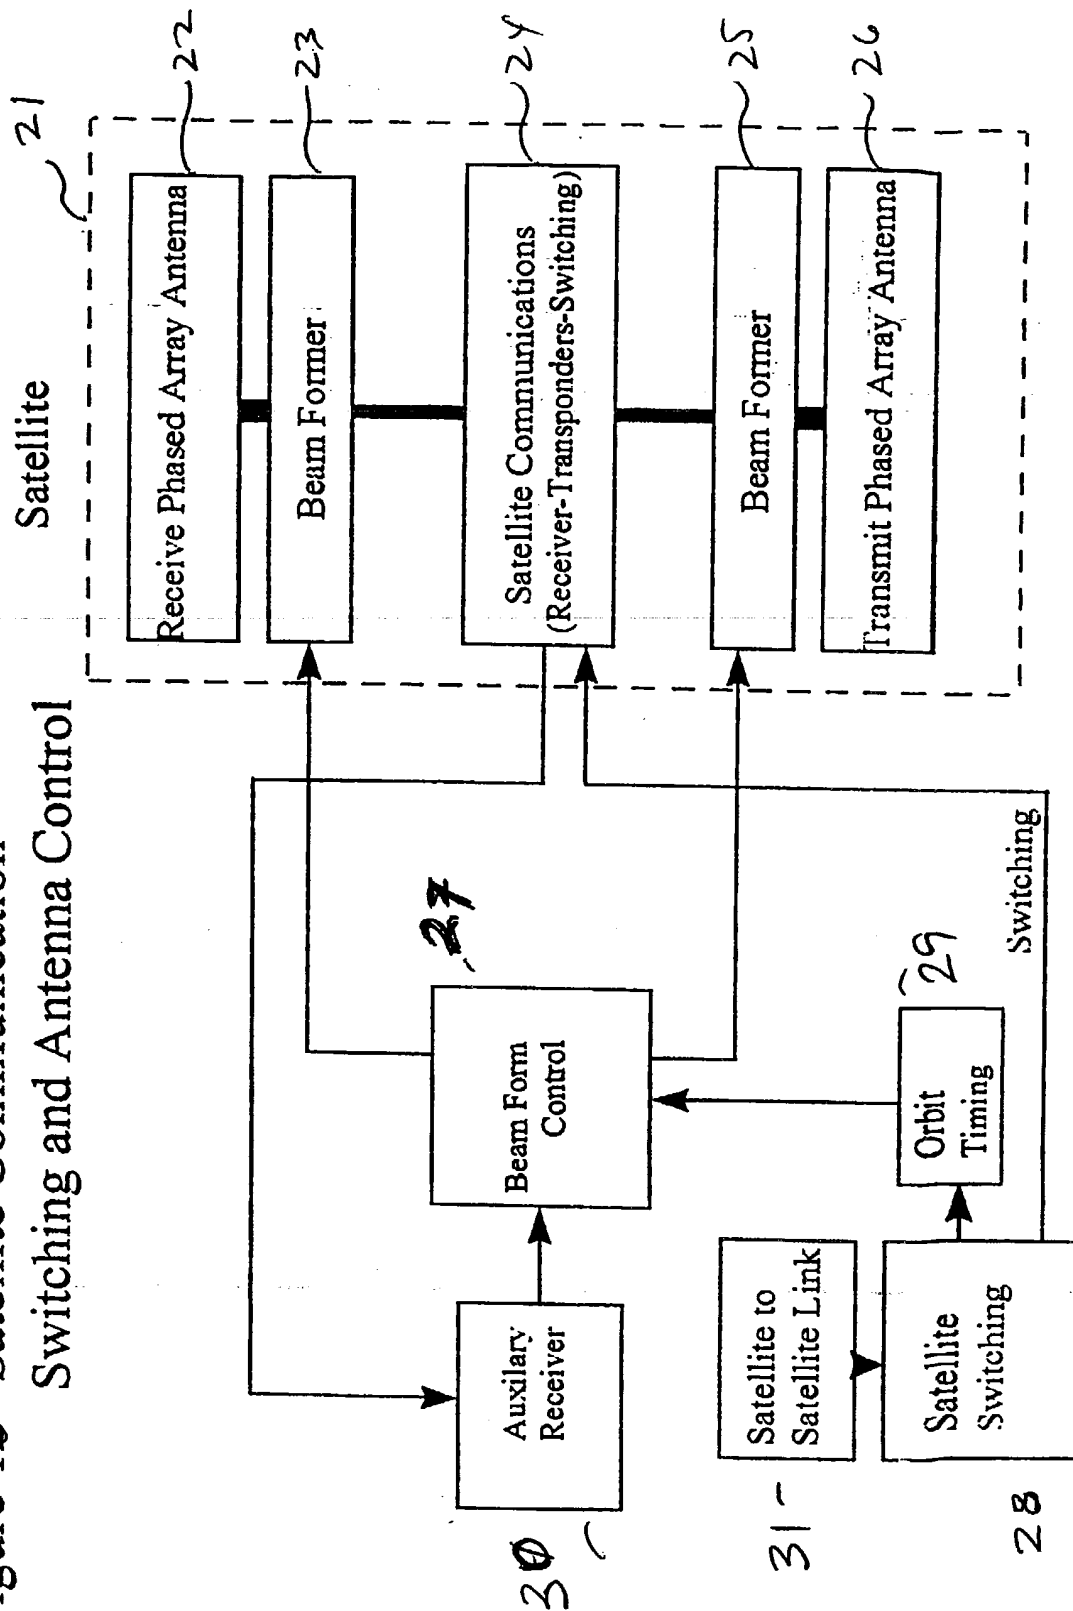 Satellite Communication
Switching and Antenna Control
Satellite
21
Receive Phased Array Antenna
22
Beam Former
23
Satellite Communications
(Receiver-Transponders-Switching)
24
Beam Former
25
Transmit Phased Array Antenna
26
27
Beam Form
Control
Auxilary
Receiver
30
Orbit
Timing
29
Switching
Satellite to
Satellite Link
31
Satellite
Switching
28